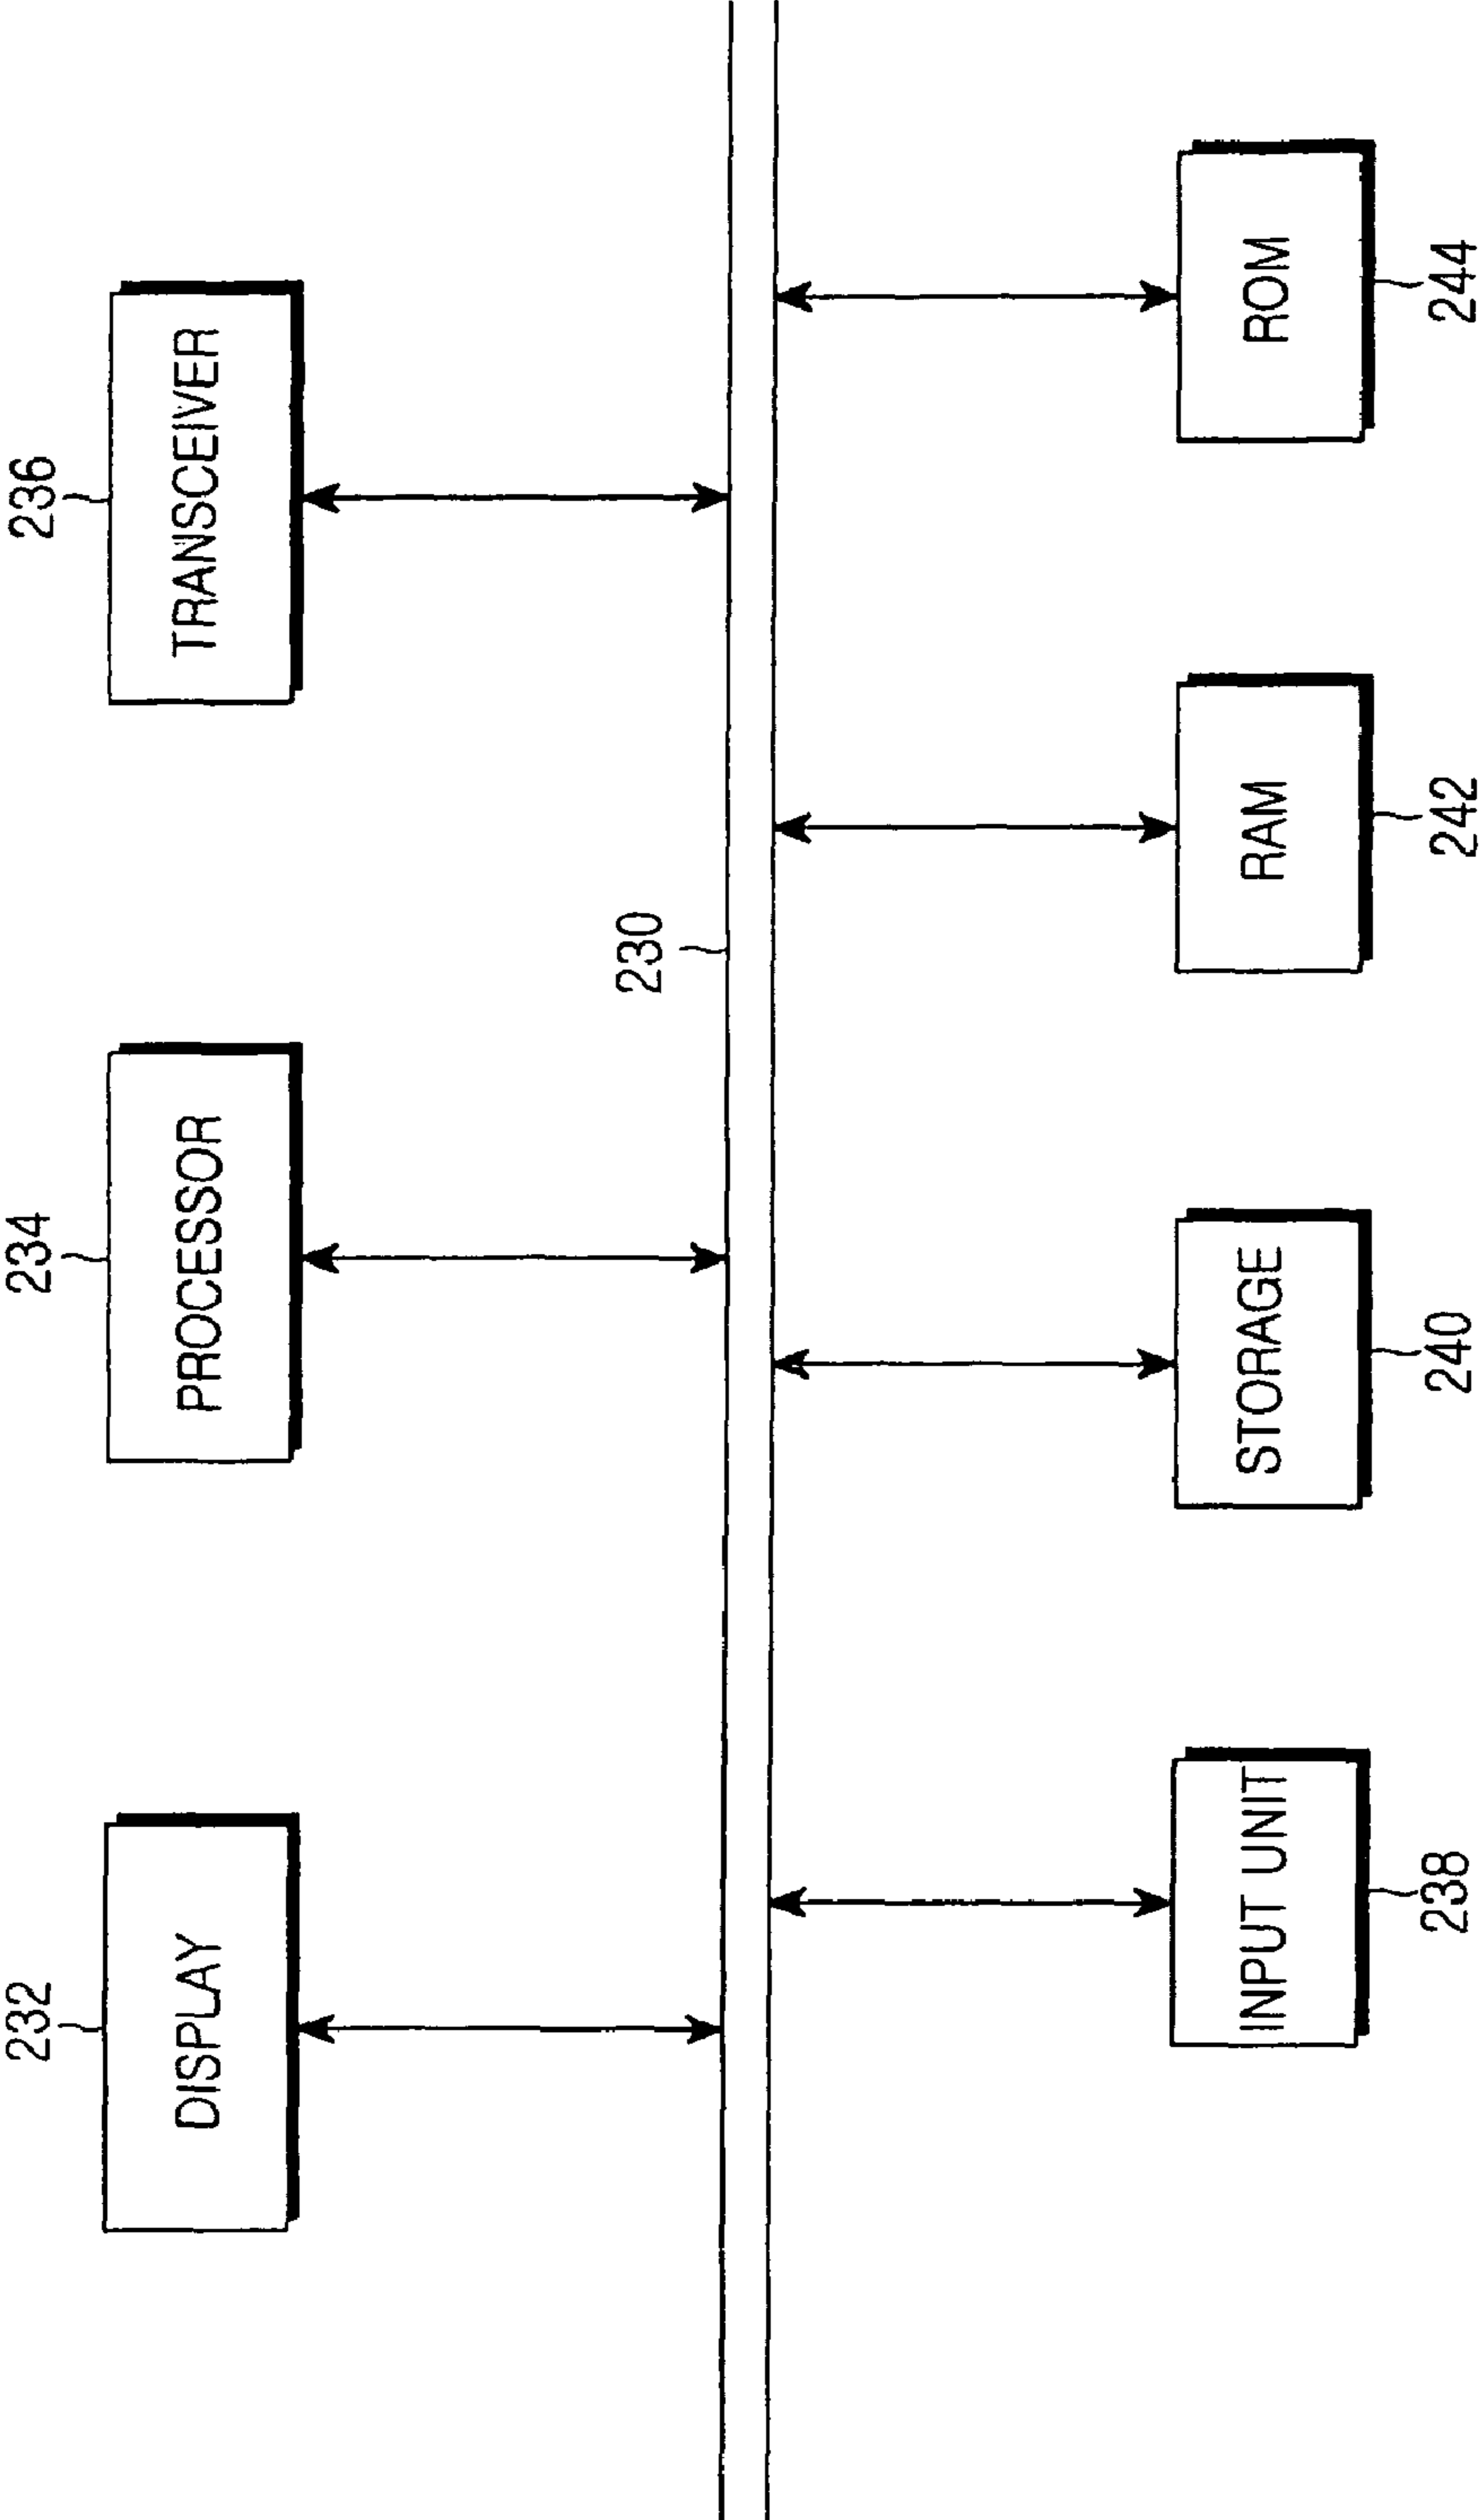 232
234
236
DISPLAY
PROCESSOR
TRANSCEIVER
230
INPUT UNIT
STORAGE
RAM
ROM
238
240
242
244